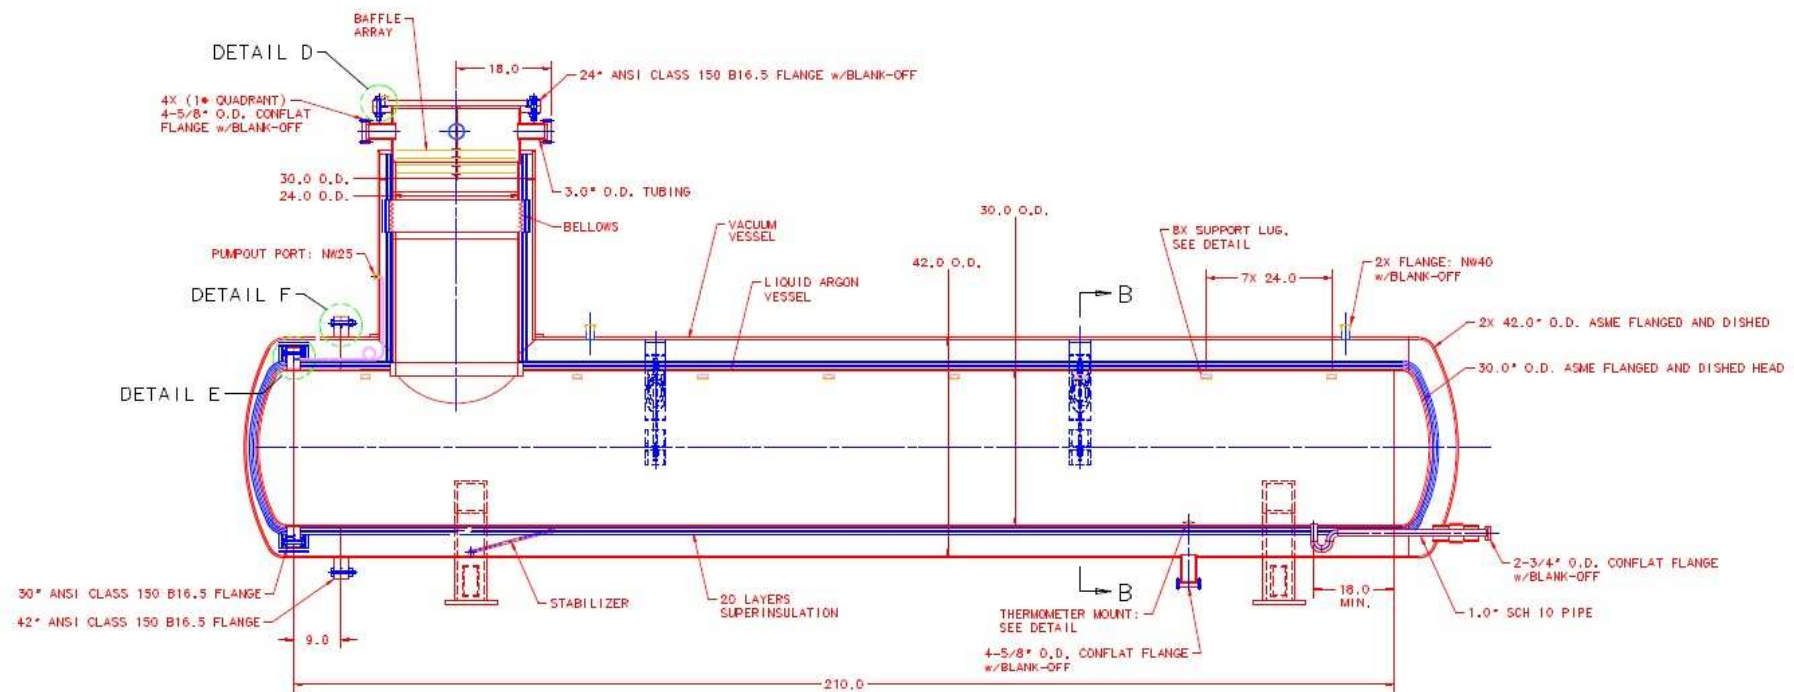 BAFFLE
ARRAY
DETAIL D
18.0
24" ANSI CLASS 150 B16.5 FLANGE w/BLANK-OFF
4X (1@ QUADRANT)
4-5/8" O.D. CONFLAT
FLANGE w/BLANK-OFF
30.0 O.D.
24.0 O.D.
3.0" O.D. TUBING
BELLOWS
30.0 O.D.
VACUUM
VESSEL
8X SUPPORT LUG,
SEE DETAIL
PUMPOUT PORT: NW25
42.0 O.D.
2X FLANGE: NW40
w/BLANK-OFF
7X 24.0
LIQUID ARGON
VESSEL
DETAIL F
B
2X 42.0" O.D. ASME FLANGED AND DISHED
30.0" O.D. ASME FLANGED AND DISHED HEAD
DETAIL E
2-3/4" O.D. CONFLAT FLANGE
w/BLANK-OFF
30" ANSI CLASS 150 B16.5 FLANGE
STABILIZER
20 LAYERS
SUPERINSULATION
B
18.0
MIN.
42" ANSI CLASS 150 B16.5 FLANGE
THERMOMETER MOUNT:
SEE DETAIL
1.0" SCH 10 PIPE
9.0
4-5/8" O.D. CONFLAT FLANGE
w/BLANK-OFF
210.0